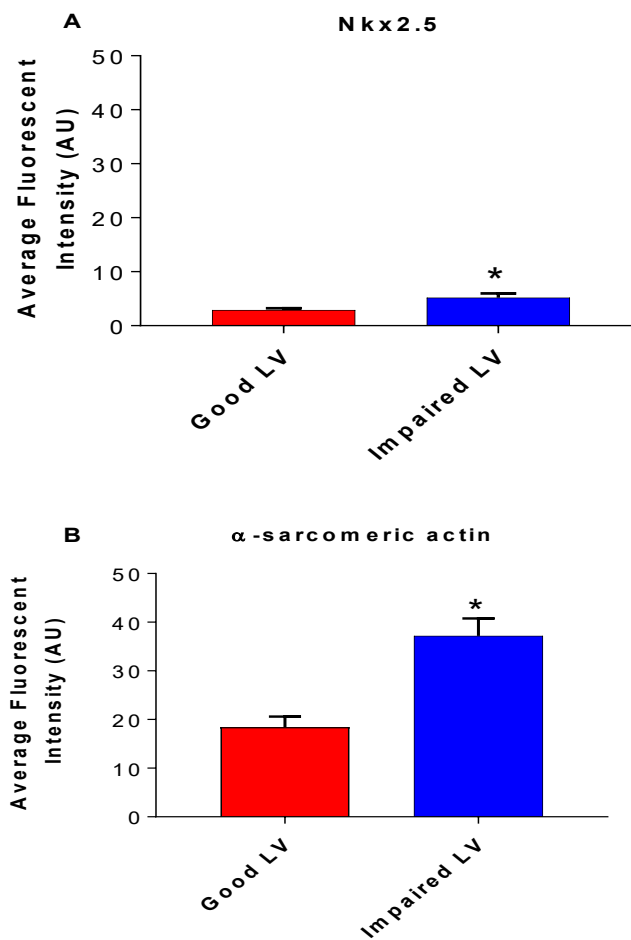 A
Nkx2.5
Average Fluorescent
Intensity (AU)
50
40
30
20
10
0
*
Good LV
Impaired LV
B
α-sarcomeric actin
Average Fluorescent
Intensity (AU)
50
40
30
20
10
0
*
Good LV
Impaired LV